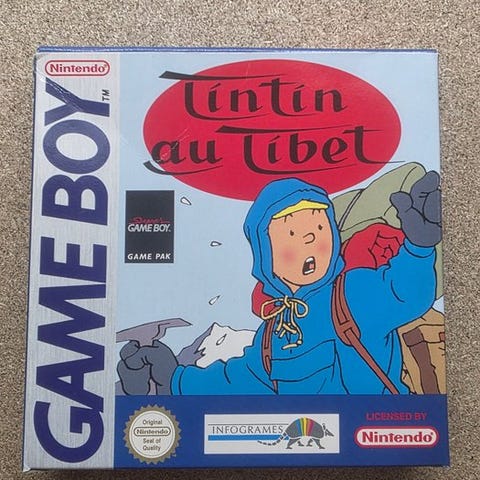 Nintendo
GAME BOY™
Tintin
au Tibet
Super
GAME BOY.
GAME PAK
Original
Nintendo
Seal of
Quality
INFOGRAMES
LICENSED BY
Nintendo